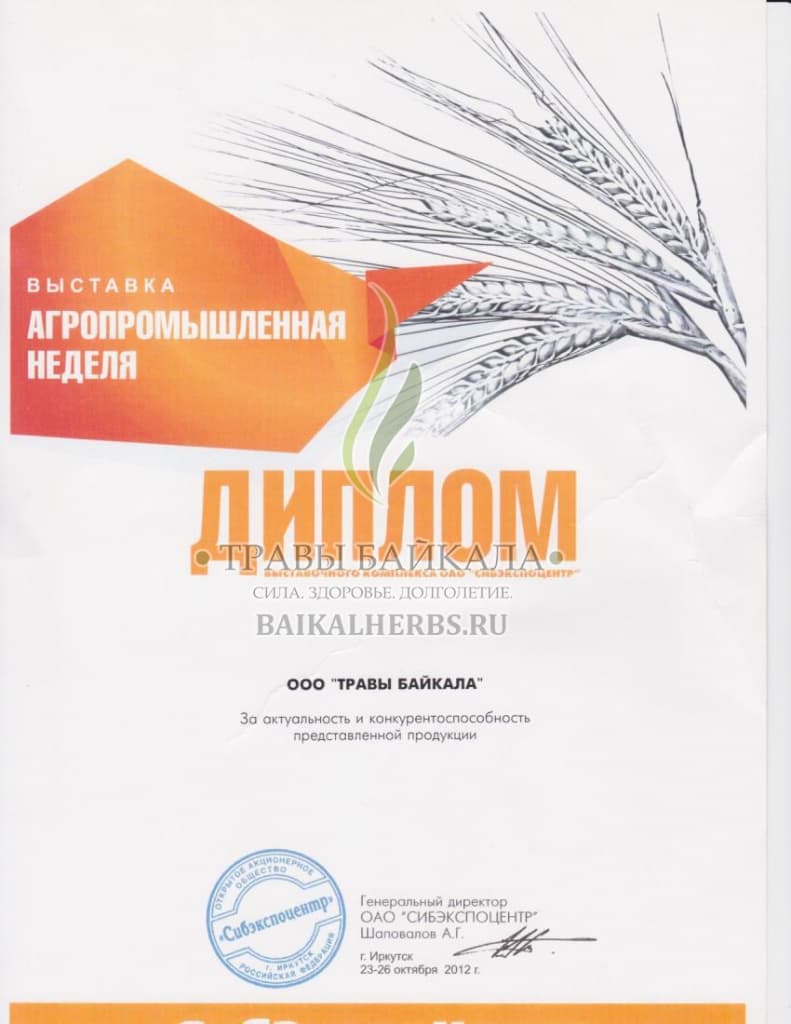 ВЫСТАВКА
АГРОПРОМЫШЛЕННАЯ
НЕДЕЛЯ
ДИПЛОМ
ВЫСТАВОЧНОГО КОМПЛЕКСА ОАО "СИБЭКСПОЦЕНТР"
• ТРАВЫ БАЙКАЛА •
СИЛА. ЗДОРОВЬЕ. ДОЛГОЛЕТИЕ.
BAIKALHERBS.RU
ООО "ТРАВЫ БАЙКАЛА"
За актуальность и конкурентоспособность
представленной продукции
ОТКРЫТОЕ АКЦИОНЕРНОЕ
ОБЩЕСТВО
«Сибэкспоцентр»
г. ИРКУТСК
РОССИЙСКАЯ ФЕДЕРАЦИЯ
Генеральный директор
ОАО "СИБЭКСПОЦЕНТР"
Шаповалов А.Г.
г. Иркутск
23-26 октября 2012 г.